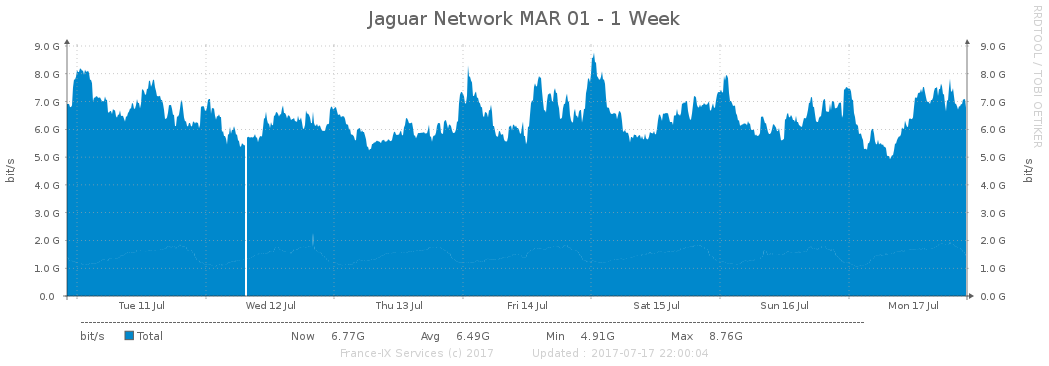 Jaguar Network MAR 01 - 1 Week
RRDTOOL / TOBI OETIKER
bit/s
9.0 G
8.0 G
7.0 G
6.0 G
5.0 G
4.0 G
3.0 G
2.0 G
1.0 G
0.0
9.0 G
8.0 G
7.0 G
6.0 G
5.0 G
4.0 G
3.0 G
2.0 G
1.0 G
0.0 G
bit/s
Tue 11 Jul Wed 12 Jul Thu 13 Jul Fri 14 Jul Sat 15 Jul Sun 16 Jul Mon 17 Jul
bit/s Total Now 6.77G Avg 6.49G Min 4.91G Max 8.76G
France-IX Services (c) 2017 Updated : 2017-07-17 22:00:04